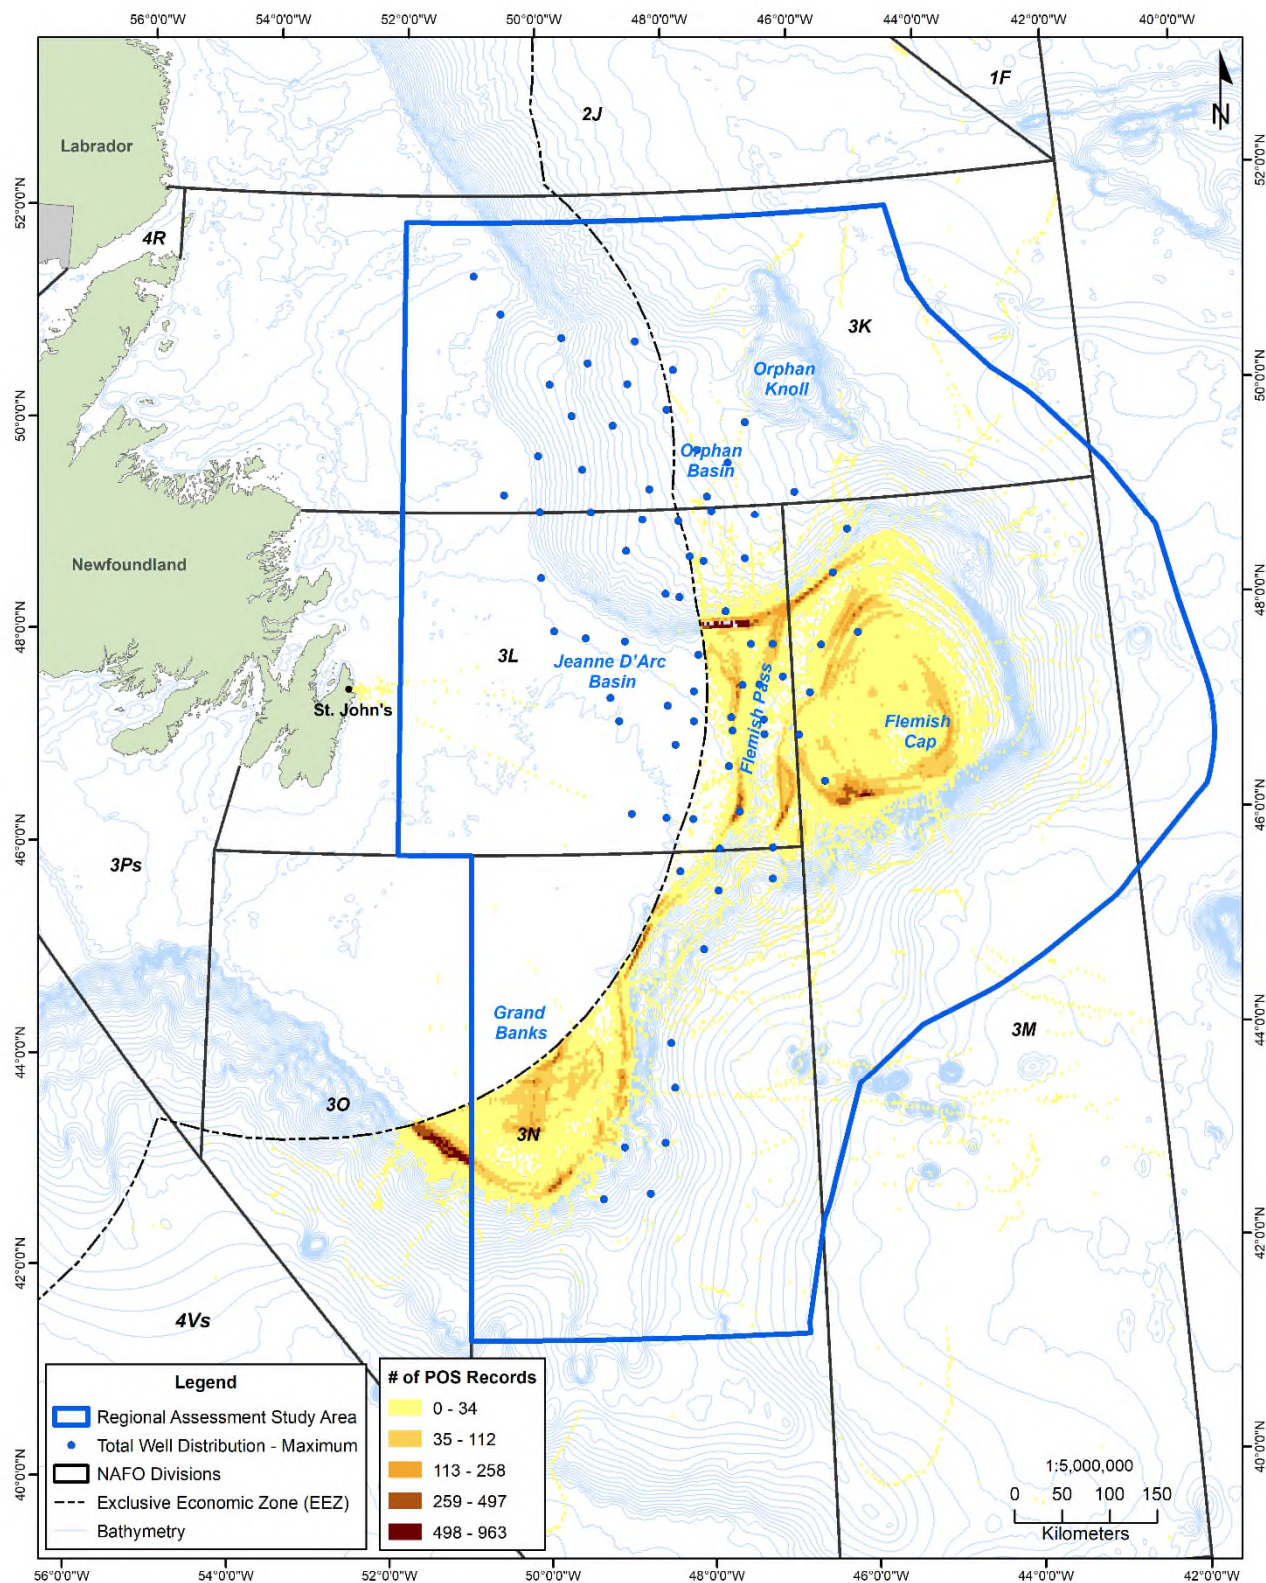 56°0'0"W
54°0'0"W
52°0'0"W
50°0'0"W
48°0'0"W
46°0'0"W
44°0'0"W
42°0'0"W
40°0'0"W
1F
N
2J
Labrador
52°0'0"N
52°0'0"N
4R
3K
Orphan
Knoll
50°0'0"N
50°0'0"N
Orphan
Basin
Newfoundland
48°0'0"N
48°0'0"N
3L
Jeanne D'Arc
Basin
Flemish Pass
St. John's
Flemish
Cap
46°0'0"N
46°0'0"N
3Ps
Grand
Banks
44°0'0"N
44°0'0"N
3M
3O
3N
42°0'0"N
42°0'0"N
4Vs
Legend
Regional Assessment Study Area
Total Well Distribution - Maximum
NAFO Divisions
Exclusive Economic Zone (EEZ)
Bathymetry
# of POS Records
0 - 34
35 - 112
113 - 258
259 - 497
498 - 963
40°0'0"N
40°0'0"N
1:5,000,000
0 50 100 150
Kilometers
56°0'0"W
54°0'0"W
52°0'0"W
50°0'0"W
48°0'0"W
46°0'0"W
44°0'0"W
42°0'0"W